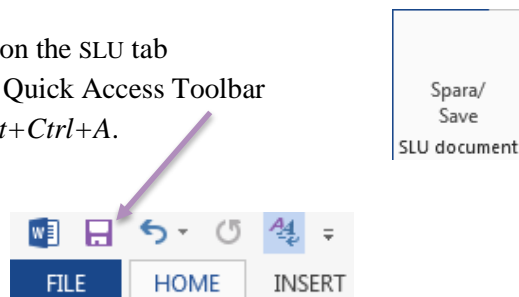 on the SLU tab
Quick Access Toolbar
t+Ctrl+A.
Spara/
Save
SLU document
FILE HOME INSERT